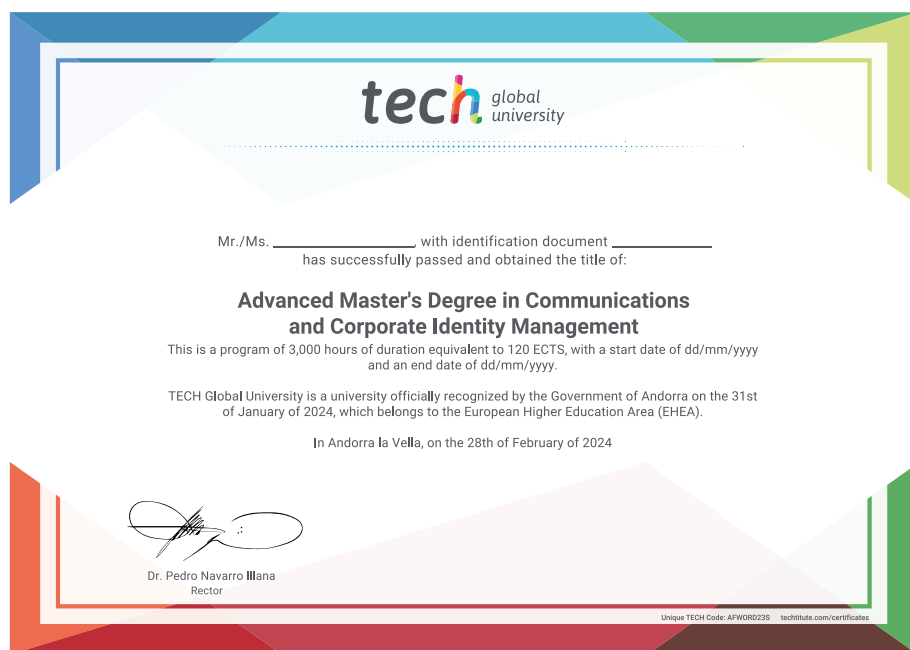 tech global
university
Mr./Ms. ____________________, with identification document ______________
has successfully passed and obtained the title of:
Advanced Master's Degree in Communications
and Corporate Identity Management
This is a program of 3,000 hours of duration equivalent to 120 ECTS, with a start date of dd/mm/yyyy
and an end date of dd/mm/yyyy.
TECH Global University is a university officially recognized by the Government of Andorra on the 31st
of January of 2024, which belongs to the European Higher Education Area (EHEA).
In Andorra la Vella, on the 28th of February of 2024
Dr. Pedro Navarro Illana
Rector
Unique TECH Code: AFWORD23S techtitute.com/certificates